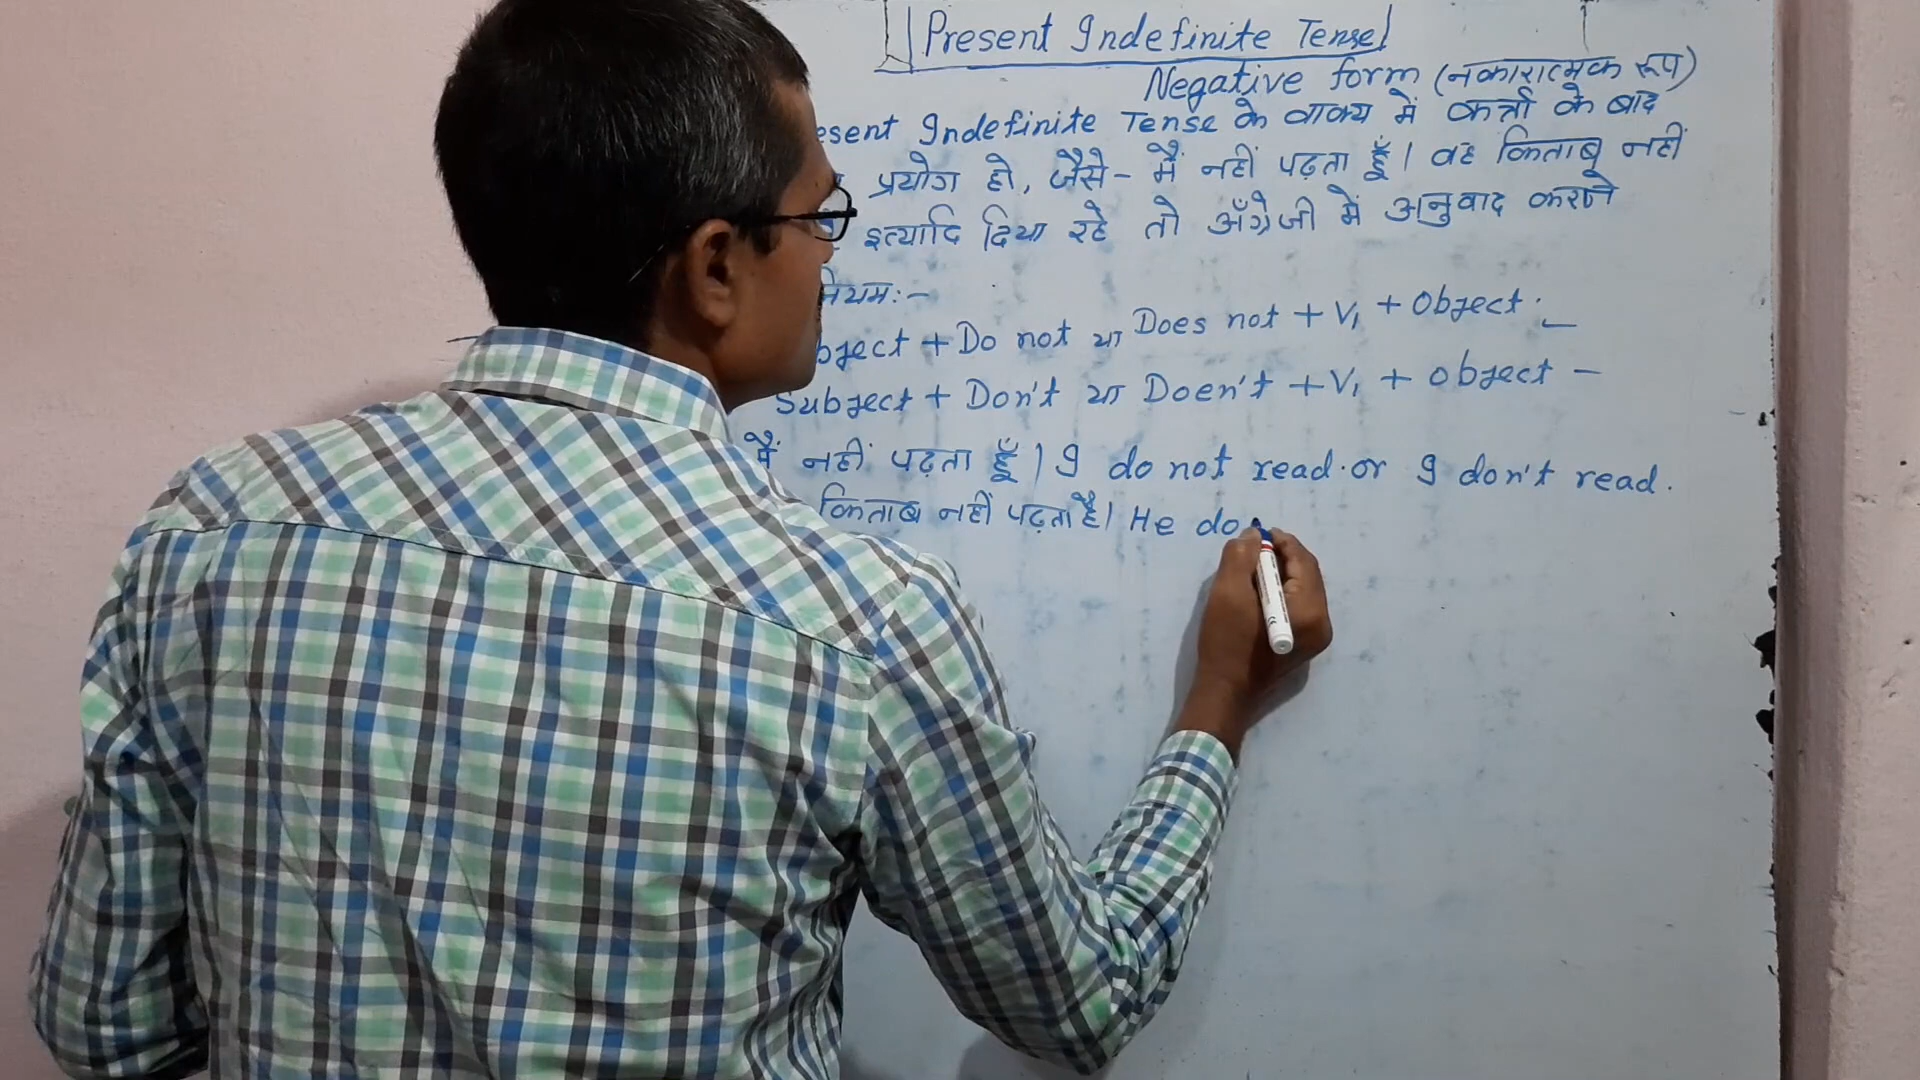 Present Indefinite Tense
Negative form (नकारात्मक रूप)
esent Indefinite Tense के वाक्य में कर्त्ता के बाद
प्रयोग हो, जैसे- मैं नहीं पढ़ता हूँ। वह किताब नहीं
इत्यादि दिया रहे तो अँग्रेजी में अनुवाद करने
नियम:-
bject + Do not या Does not + V₁ + Object.
Subject + Don't या Doen't + V₁ + object -
मैं नहीं पढ़ता हूँ। I do not read. or I don't read.
किताब नहीं पढ़ता है। He do